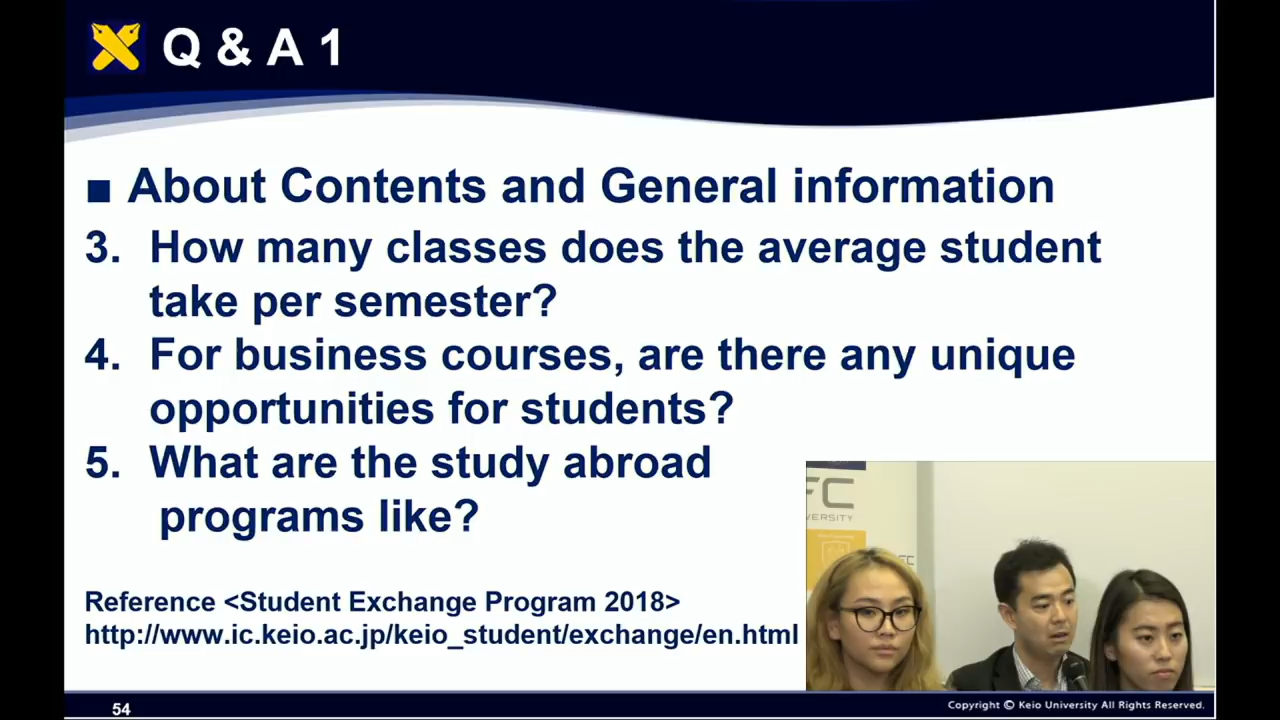 Q & A 1
■ About Contents and General information
3. How many classes does the average student
take per semester?
4. For business courses, are there any unique
opportunities for students?
5. What are the study abroad
programs like?
Reference <Student Exchange Program 2018>
http://www.ic.keio.ac.jp/keio_student/exchange/en.html
FC
VERSITY
FC
54
Copyright © Keio University All Rights Reserved.